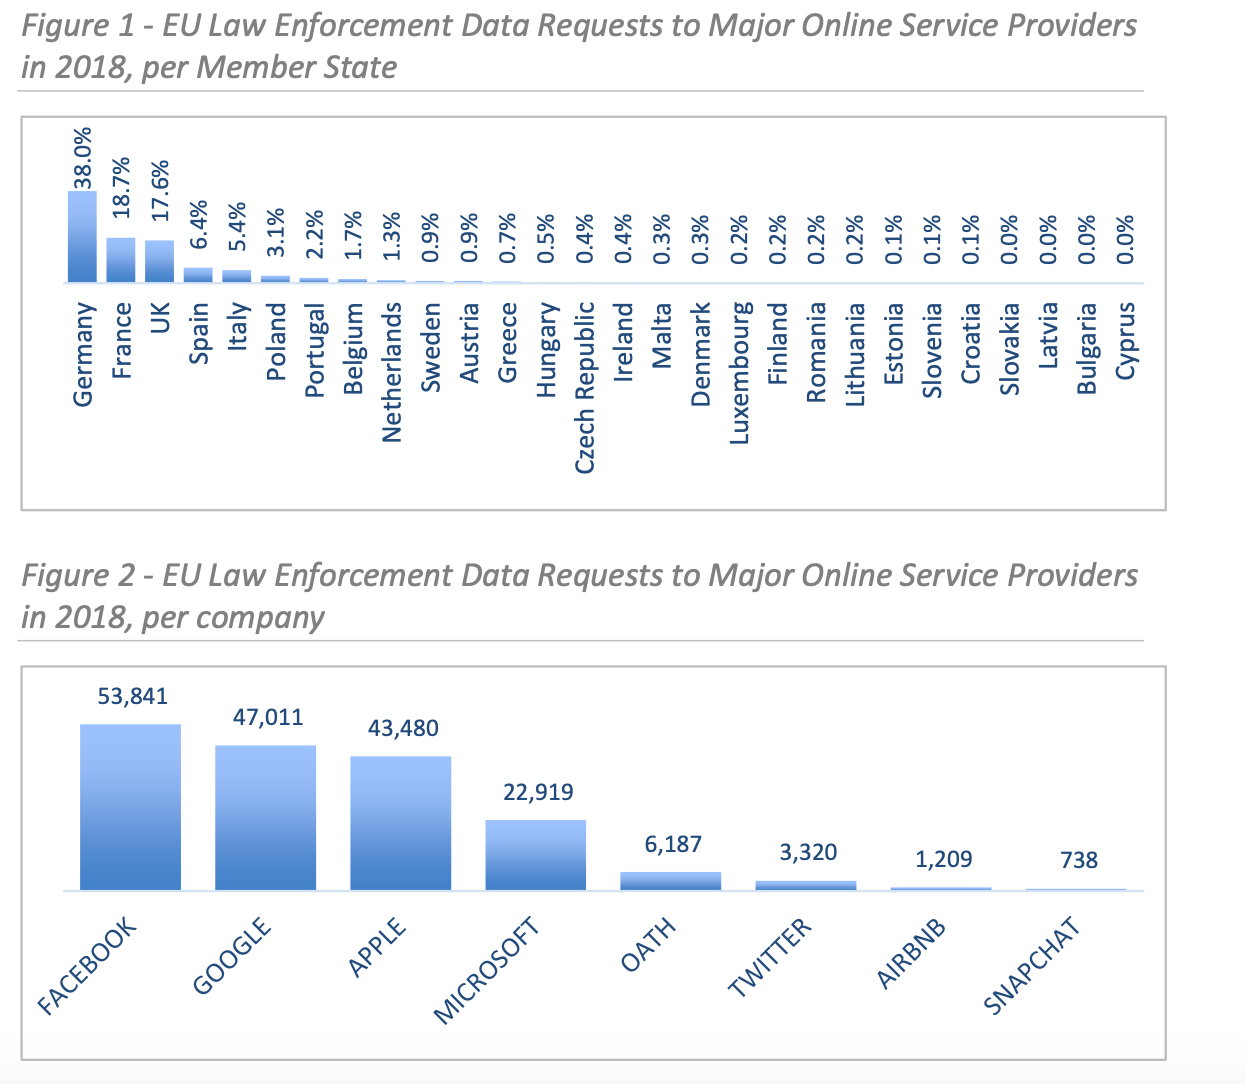 Figure 1 - EU Law Enforcement Data Requests to Major Online Service Providers
in 2018, per Member State
38.0% 18.7% 17.6% 6.4% 5.4% 3.1% 2.2% 1.7% 1.3% 0.9% 0.9% 0.7% 0.5% 0.4% 0.4% 0.3% 0.3% 0.2% 0.2% 0.2% 0.2% 0.1% 0.1% 0.1% 0.0% 0.0% 0.0% 0.0%
Germany France UK Spain Italy Poland Portugal Belgium Netherlands Sweden Austria Greece Hungary Czech Republic Ireland Malta Denmark Luxembourg Finland Romania Lithuania Estonia Slovenia Croatia Slovakia Latvia Bulgaria Cyprus
Figure 2 - EU Law Enforcement Data Requests to Major Online Service Providers
in 2018, per company
53,841 47,011 43,480 22,919 6,187 3,320 1,209 738
FACEBOOK GOOGLE APPLE MICROSOFT OATH TWITTER AIRBNB SNAPCHAT